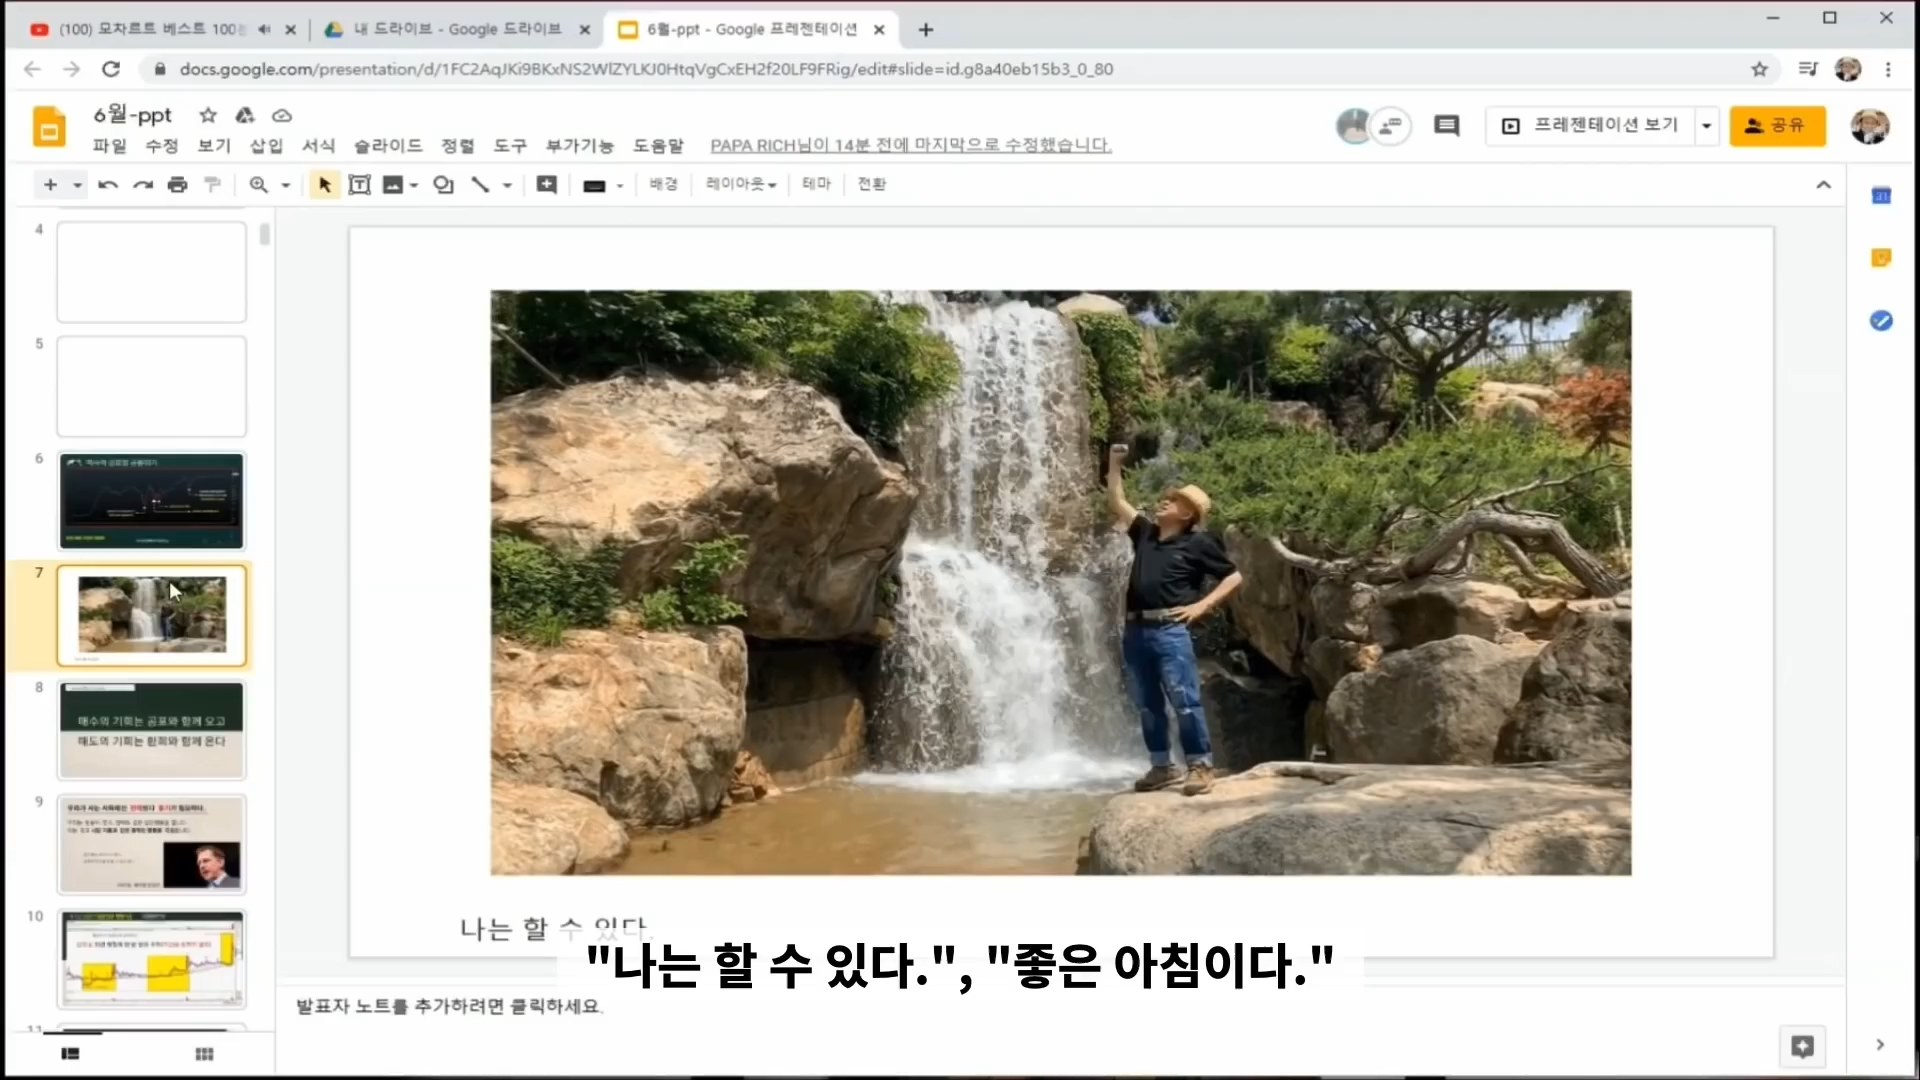 (100) 모차르트 베스트 100
내 드라이브 - Google 드라이브
6월-ppt - Google 프레젠테이션
docs.google.com/presentation/d/1FC2AqJKi9BKxNS2WlZYLKJ0HtqVgCxEH2f20LF9FRig/edit#slide=id.g8a40eb15b3_0_80
6월-ppt
파일 수정 보기 삽입 서식 슬라이드 정렬 도구 부가기능 도움말 PAPA RICH님이 14분 전에 마지막으로 수정했습니다.
프레젠테이션 보기
공유
배경 레이아웃 테마 전환
31
4
5
6
7
8
매수의 기회는 공포와 함께 오고
매도의 기회는 환희와 함께 온다
9
10
11
나는 할 수 있다.
"나는 할 수 있다.", "좋은 아침이다."
발표자 노트를 추가하려면 클릭하세요.